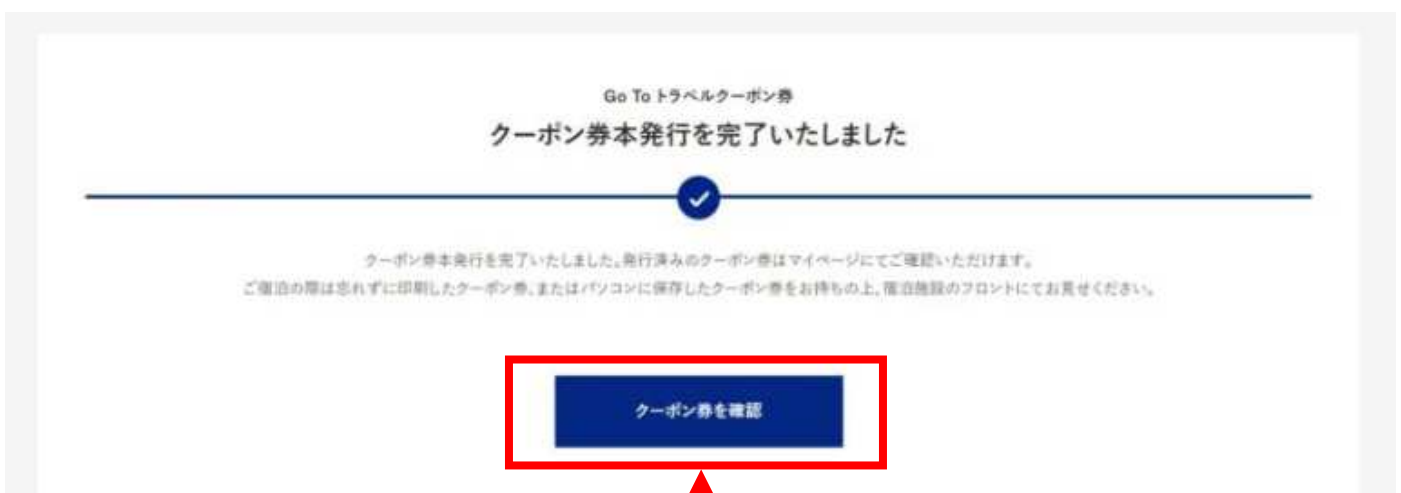 Go To トラベルクーポン券
クーポン券本発行を完了いたしました
クーポン券本発行を完了いたしました。発行済みのクーポン券はマイページにてご確認いただけます。
ご宿泊の際は忘れずに印刷したクーポン券、またはパソコンに保存したクーポン券をお持ちの上、宿泊施設のフロントにてお見せください。
クーポン券を確認